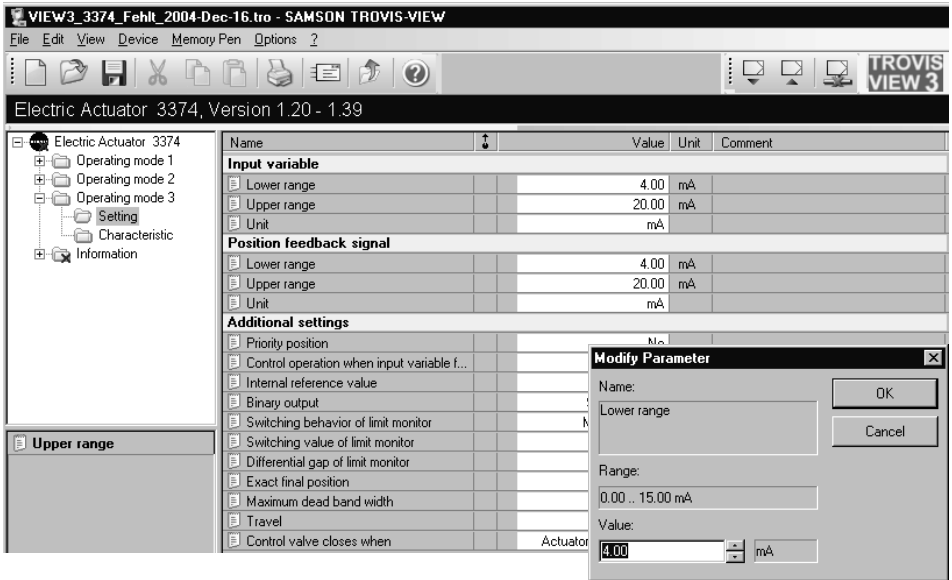 VIEW3_3374_Fehlt_2004-Dec-16.tro - SAMSON TROVIS-VIEW
File Edit View Device Memory Pen Options ?
TROVIS
VIEW 3
Electric Actuator 3374, Version 1.20 - 1.39
Electric Actuator 3374
Operating mode 1
Operating mode 2
Operating mode 3
Setting
Characteristic
Information
Upper range
Name Value Unit Comment
Input variable
Lower range 4.00 mA
Upper range 20.00 mA
Unit mA
Position feedback signal
Lower range 4.00 mA
Upper range 20.00 mA
Unit mA
Additional settings
Priority position No
Control operation when input variable f...
Internal reference value
Binary output
Switching behavior of limit monitor
Switching value of limit monitor
Differential gap of limit monitor
Exact final position
Maximum dead band width
Travel
Control valve closes when Actuator
Modify Parameter
Name:
Lower range
OK
Cancel
Range:
0.00 .. 15.00 mA
Value:
4.00 mA